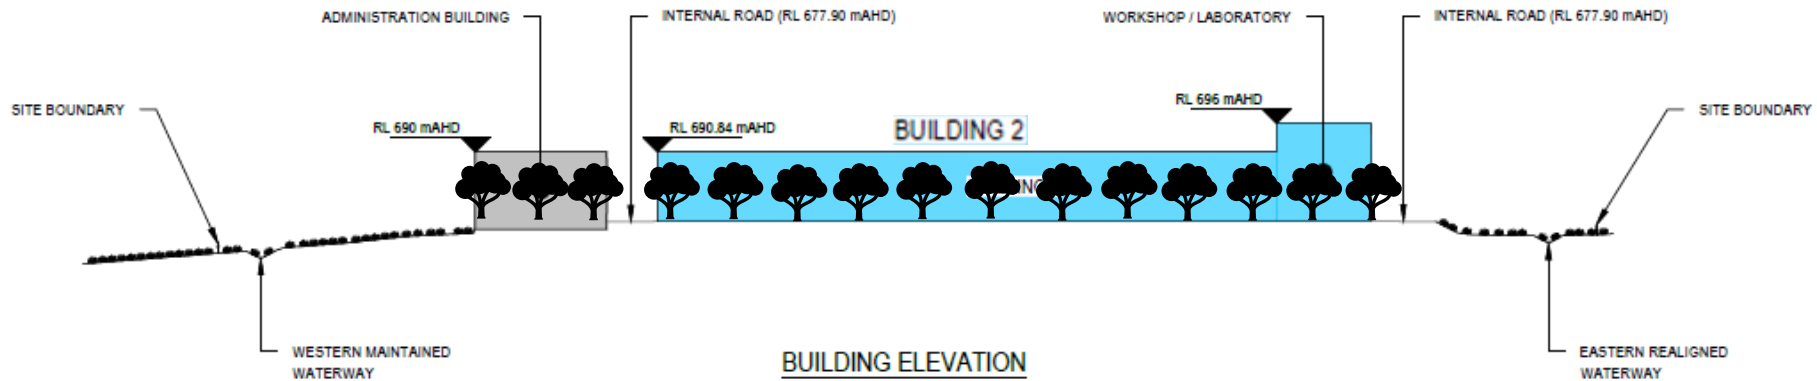 ADMINISTRATION BUILDING
INTERNAL ROAD (RL 677.90 mAHD)
WORKSHOP / LABORATORY
INTERNAL ROAD (RL 677.90 mAHD)
SITE BOUNDARY
RL 696 mAHD
SITE BOUNDARY
RL 690 mAHD
RL 690.84 mAHD
BUILDING 2
WESTERN MAINTAINED
WATERWAY
BUILDING ELEVATION
EASTERN REALIGNED
WATERWAY